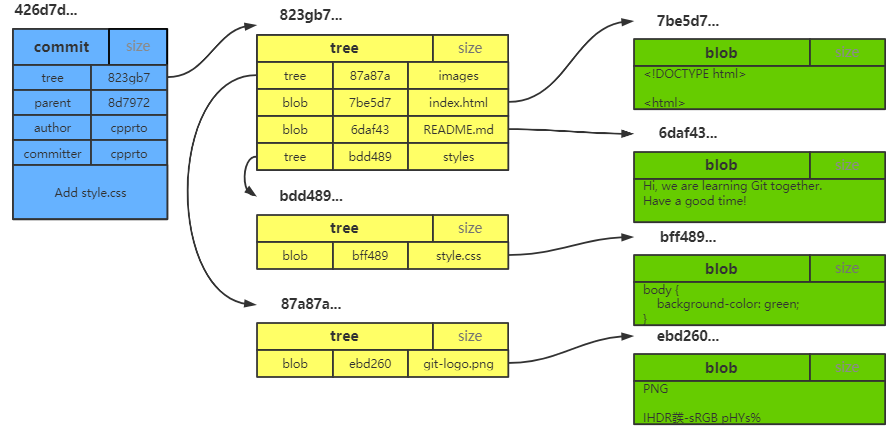 426d7d...
commit size
tree 823gb7
parent 8d7972
author cpprto
committer cpprto
Add style.css
823gb7...
tree size
tree 87a87a images
blob 7be5d7 index.html
blob 6daf43 README.md
tree bdd489 styles
bdd489...
tree size
blob bff489 style.css
87a87a...
tree size
blob ebd260 git-logo.png
7be5d7...
blob size
<!DOCTYPE html>
<html>
6daf43...
blob size
Hi, we are learning Git together.
Have a good time!
bff489...
blob size
body {
background-color: green;
}
ebd260...
blob size
PNG
-sRGB pHYs%